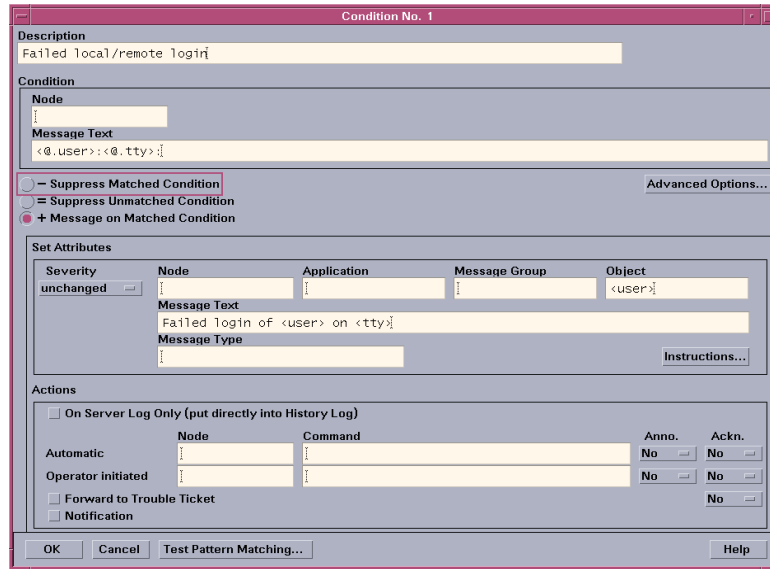 Condition No. 1
Description
Failed local/remote login
Condition
Node
Message Text
<@.user>:<@.tty>:
- Suppress Matched Condition
Advanced Options...
= Suppress Unmatched Condition
+ Message on Matched Condition
Set Attributes
Severity Node Application Message Group Object
unchanged <user>
Message Text
Failed login of <user> on <tty>
Message Type
Instructions...
Actions
On Server Log Only (put directly into History Log)
Node Command Anno. Ackn.
Automatic No No
Operator initiated No No
Forward to Trouble Ticket No
Notification
OK Cancel Test Pattern Matching... Help